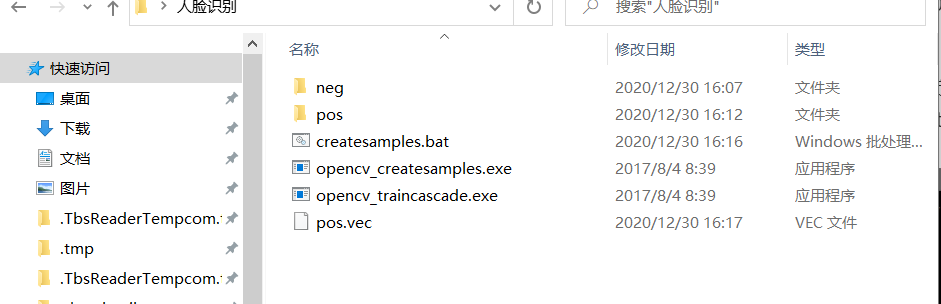 人脸识别
搜索"人脸识别"
名称 修改日期 类型
快速访问
桌面
下载
文档
图片
.TbsReaderTempcom.
.tmp
.TbsReaderTempcom.
neg 2020/12/30 16:07 文件夹
pos 2020/12/30 16:12 文件夹
createsamples.bat 2020/12/30 16:16 Windows 批处理...
opencv_createsamples.exe 2017/8/4 8:39 应用程序
opencv_traincascade.exe 2017/8/4 8:39 应用程序
pos.vec 2020/12/30 16:17 VEC 文件